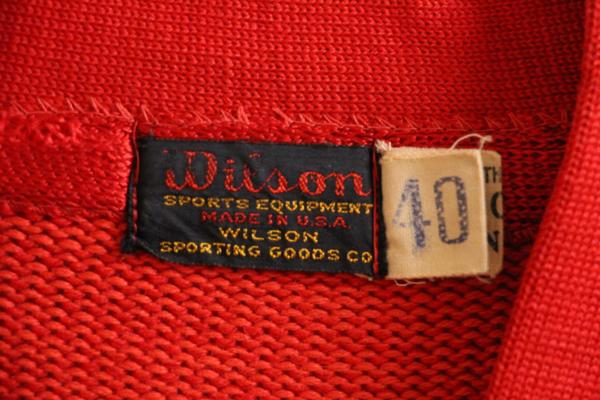 Wilson
SPORTS EQUIPMENT
MADE IN U.S.A.
WILSON
SPORTING GOODS CO
40